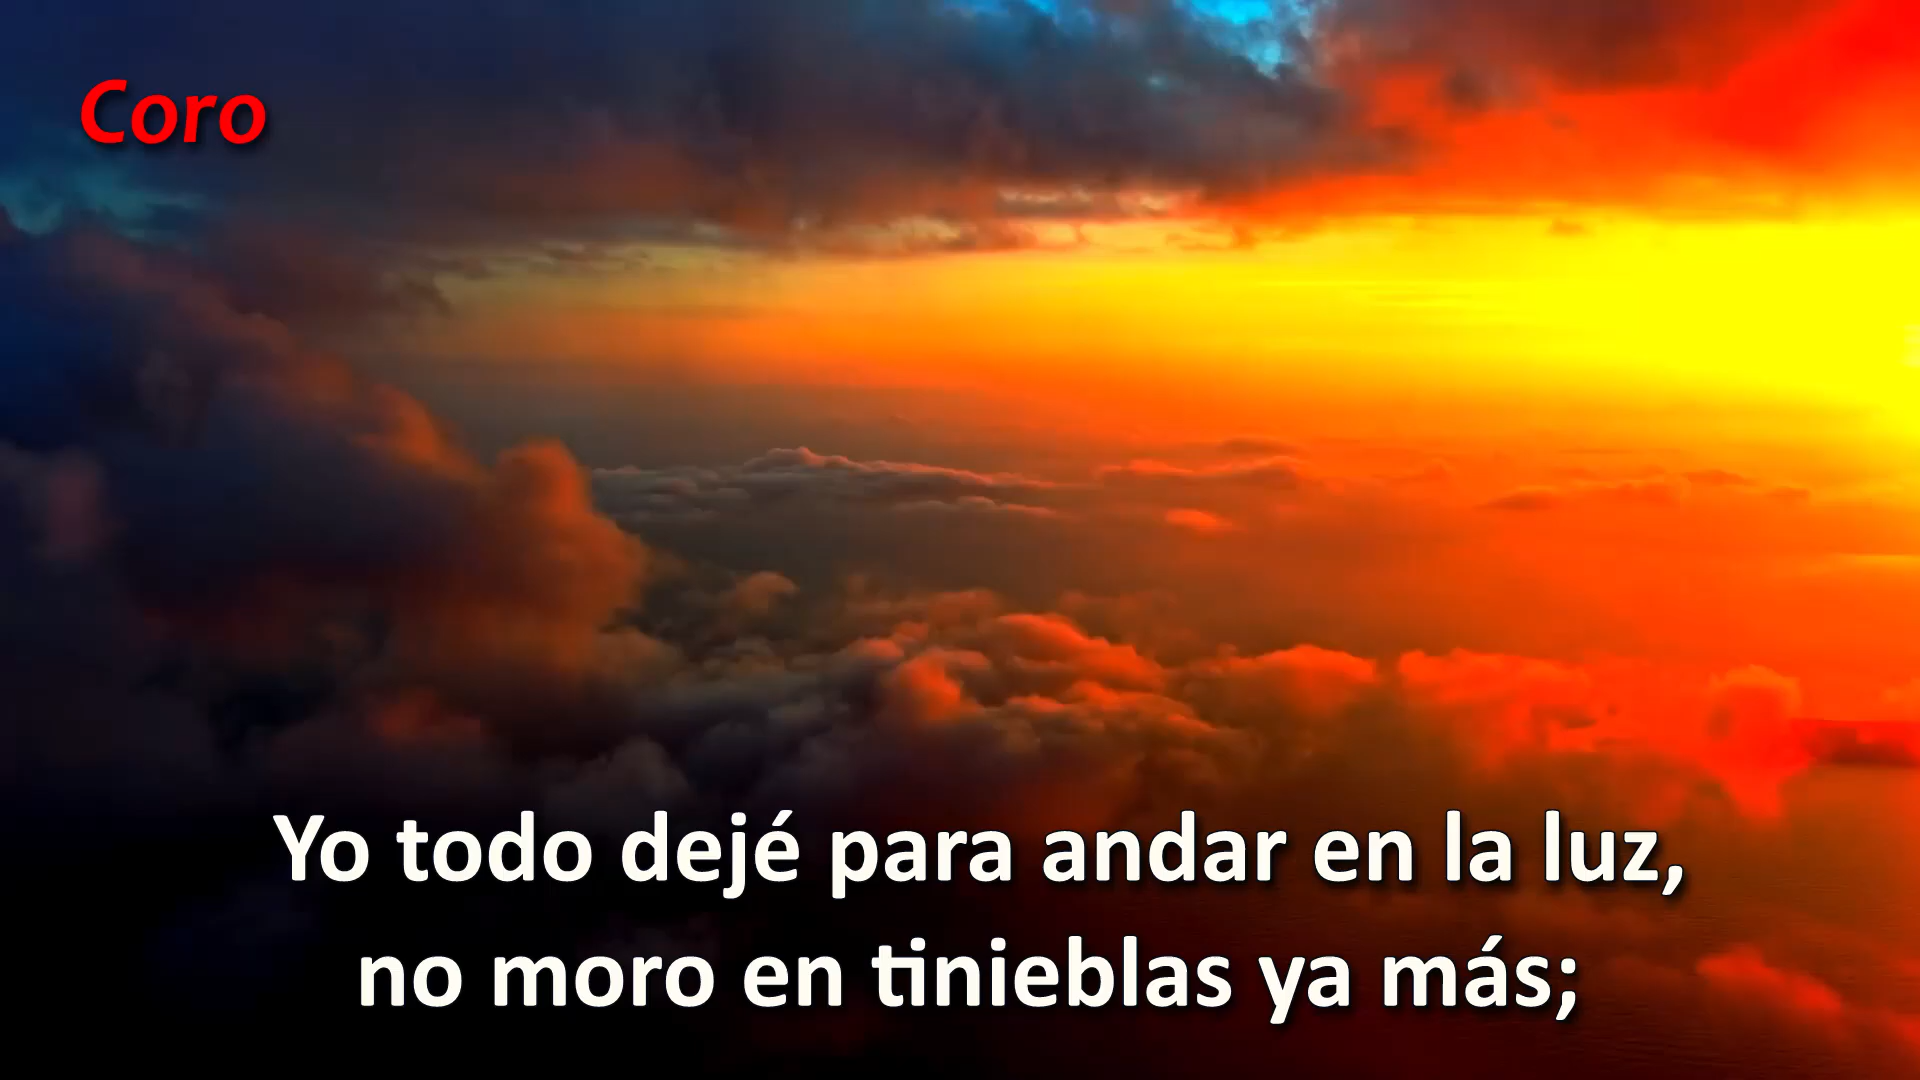 Coro
Yo todo dejé para andar en la luz,
no moro en tinieblas ya más;